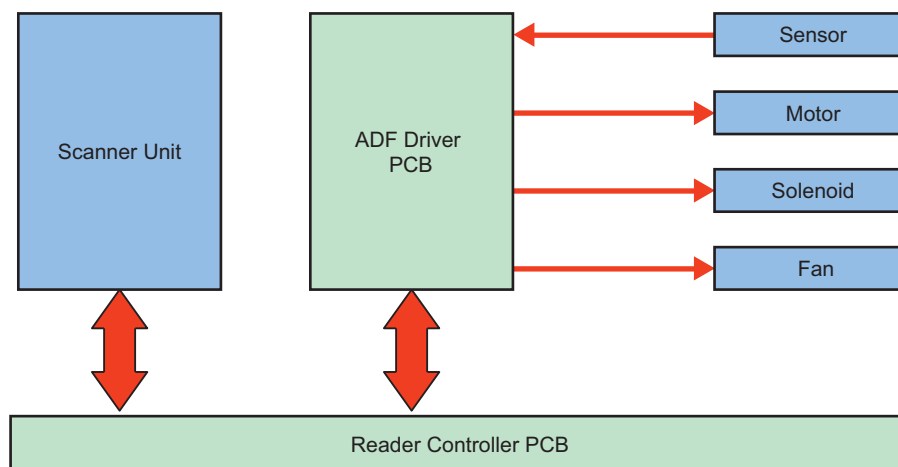 Scanner Unit
ADF Driver
PCB
Sensor
Motor
Solenoid
Fan
Reader Controller PCB